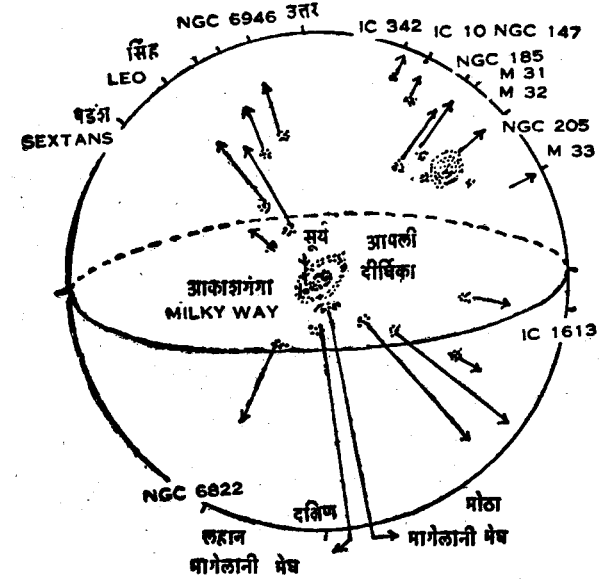 NGC 6946 उत्तर
IC 342 IC 10 NGC 147
सिंह
LEO
NGC 185
M 31
M 32
षडंश
SEXTANS
NGC 205
M 33
सूर्य
आपली
दीर्घिका
आकाशगंगा
MILKY WAY
IC 1613
NGC 6822
दक्षिण
मोठा
मागेलानी मेघ
लहान
मागेलानी मेघ